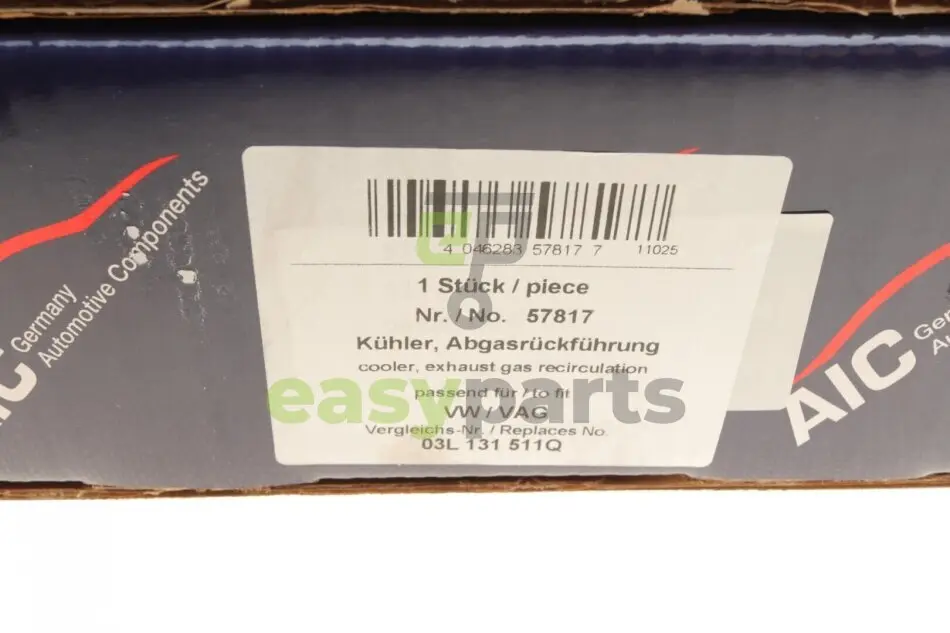 AIC Germany
Automotive Components
4 046283 57817 7 11025
1 Stück / piece
Nr. / No. 57817
Kühler, Abgasrückführung
cooler, exhaust gas recirculation
passend für / to fit
VW / VAG
Vergleichs-Nr. / Replaces No.
03L 131 511Q
easyparts
AIC